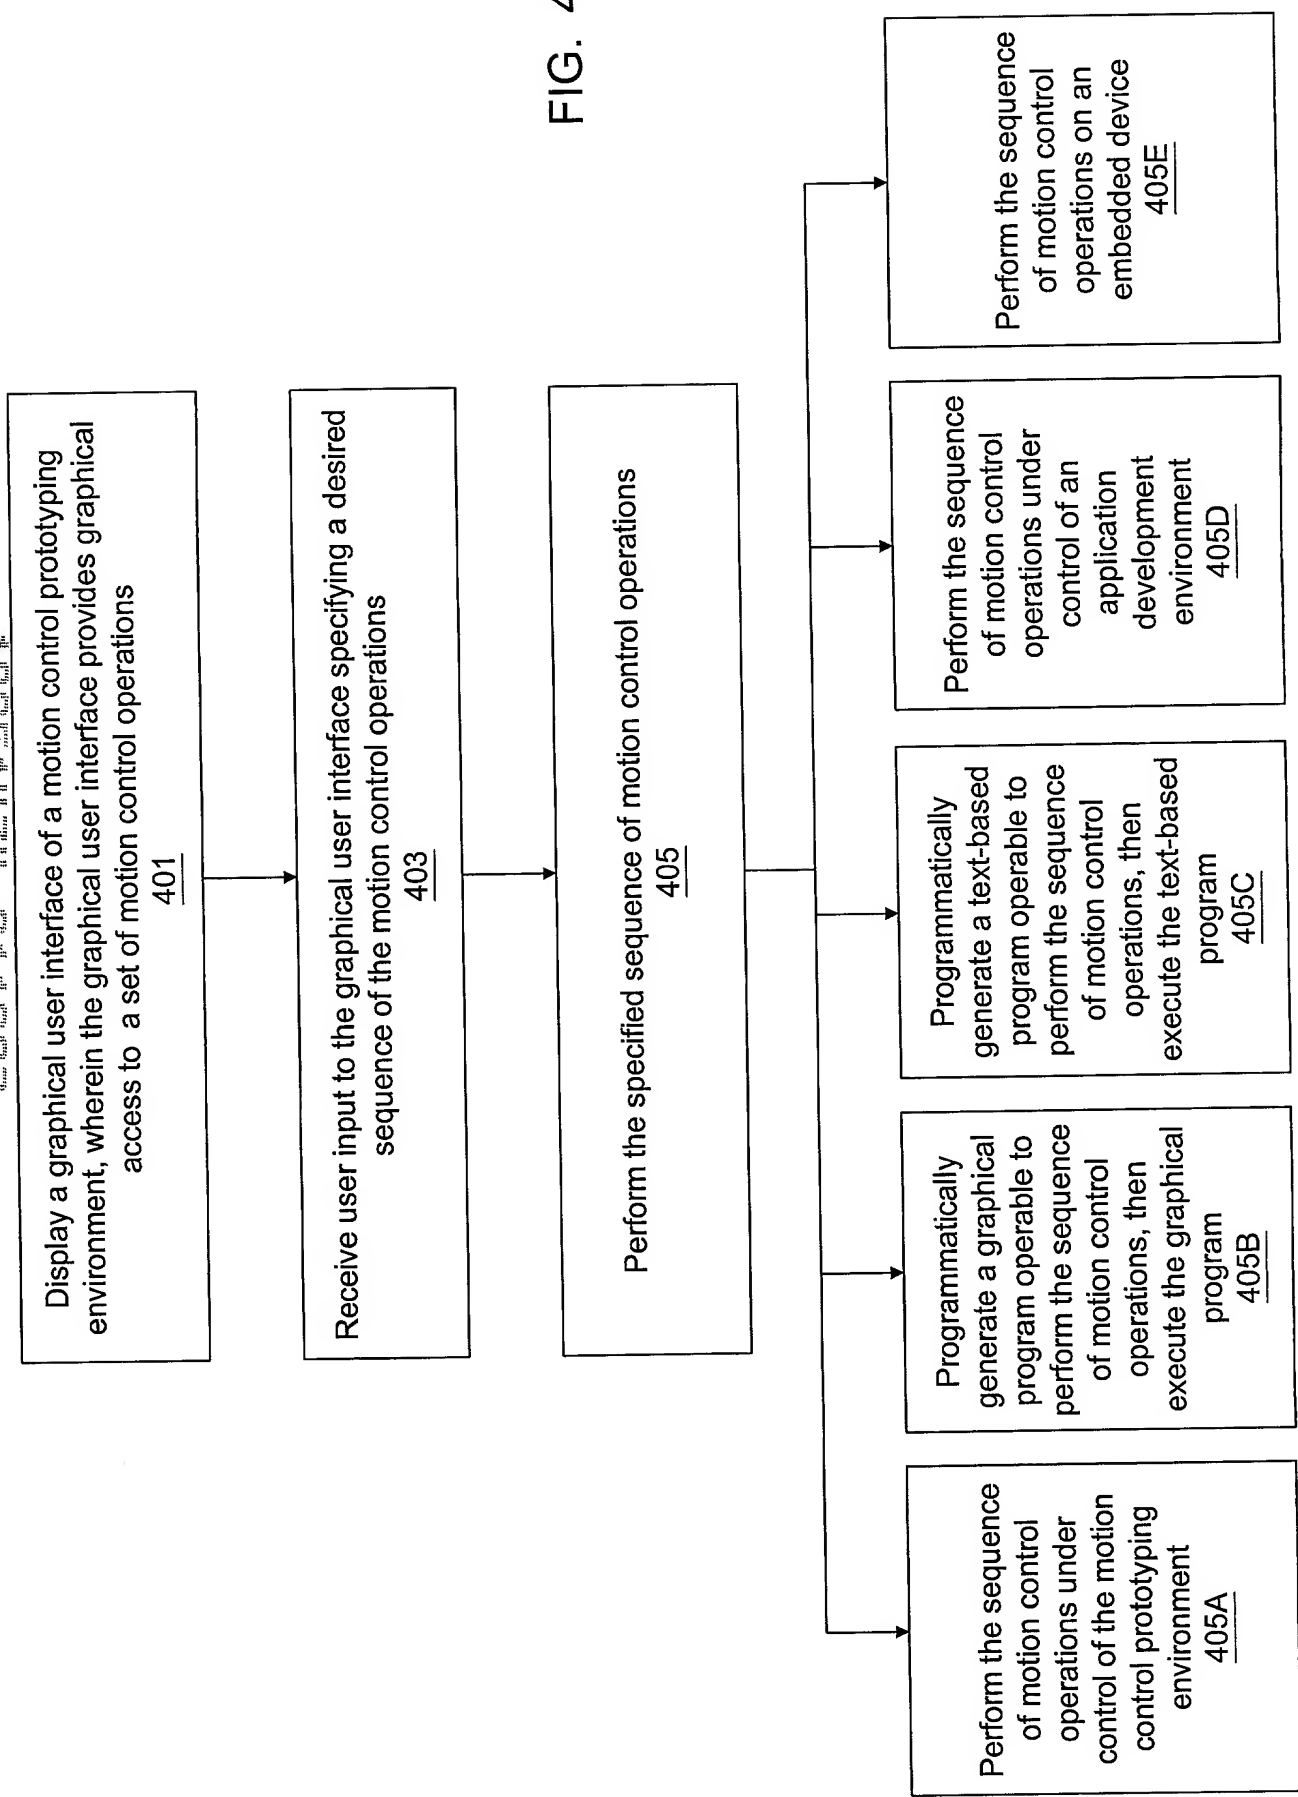 Display a graphical user interface of a motion control prototyping
environment, wherein the graphical user interface provides graphical
access to a set of motion control operations
401
Receive user input to the graphical user interface specifying a desired
sequence of the motion control operations
403
Perform the specified sequence of motion control operations
405
Perform the sequence
of motion control
operations under
control of the motion
control prototyping
environment
405A
Programmatically
generate a graphical
program operable to
perform the sequence
of motion control
operations, then
execute the graphical
program
405B
Programmatically
generate a text-based
program operable to
perform the sequence
of motion control
operations, then
execute the text-based
program
405C
Perform the sequence
of motion control
operations under
control of an
application
development
environment
405D
Perform the sequence
of motion control
operations on an
embedded device
405E
FIG. 4